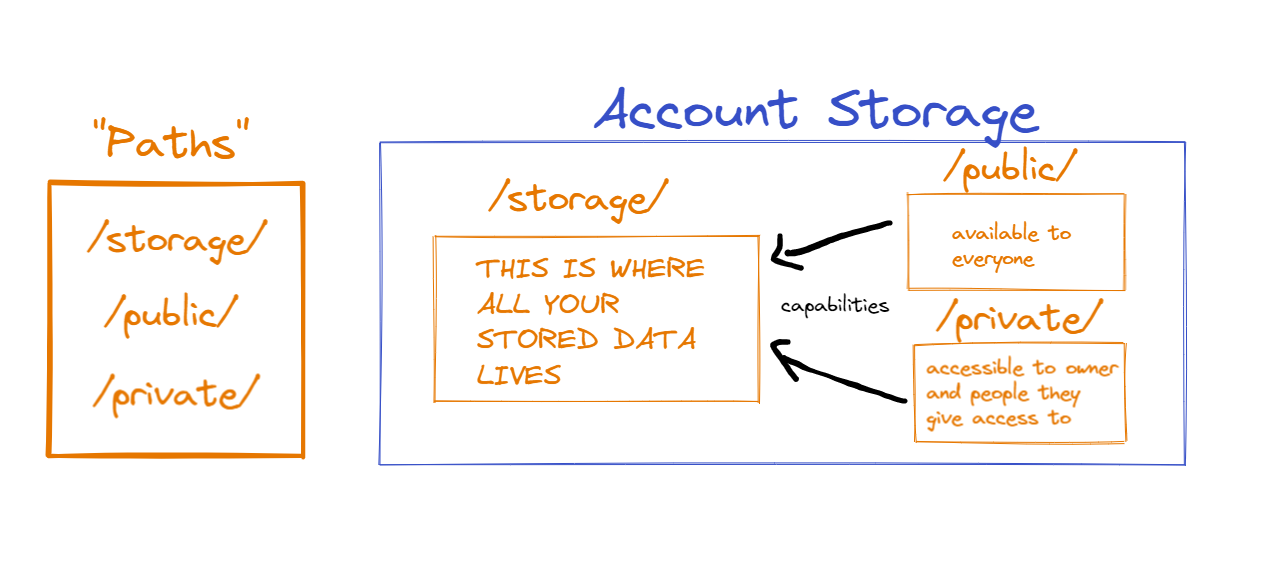 "Paths"
/storage/
/public/
/private/
Account Storage
/storage/
THIS IS WHERE
ALL YOUR
STORED DATA
LIVES
capabilities
/public/
available to
everyone
/private/
accessible to owner
and people they
give access to